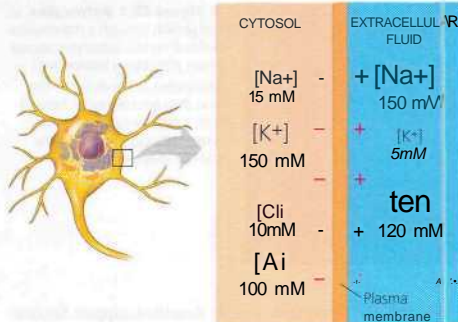 CYTOSOL
EXTRACELLULAR
FLUID
[Na+] -
15 mM
+ [Na+]
150 mM
[K+] -
150 mM
+ [K+]
5mM
- +
[Cli
10mM -
ten
+ 120 mM
[Ai
100 mM -
Plasma
membrane